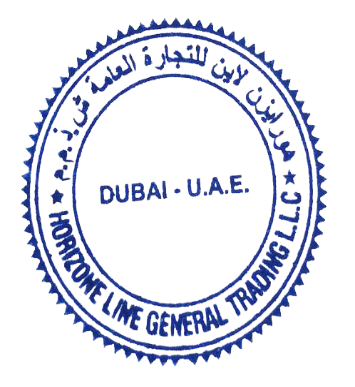 هورايزن لاين للتجارة العامة ش.ذ.م.م
DUBAI - U.A.E.
★ HORIZONE LINE GENERAL TRADING L.L.C ★